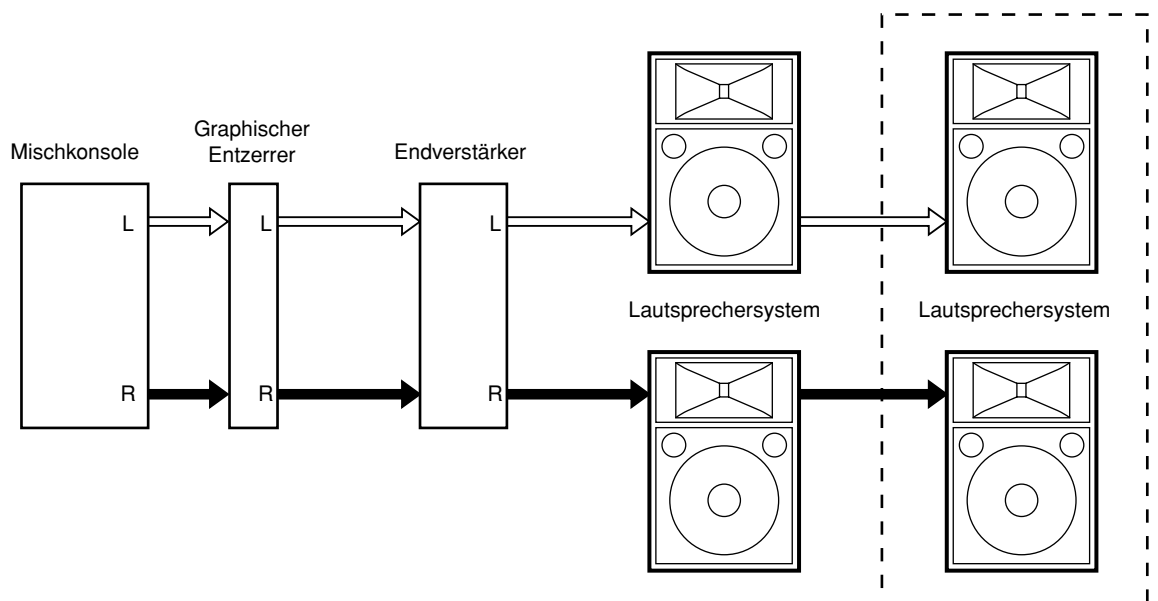 Mischkonsole
Graphischer
Entzerrer
Endverstärker
L
L
L
Lautsprechersystem
Lautsprechersystem
R
R
R